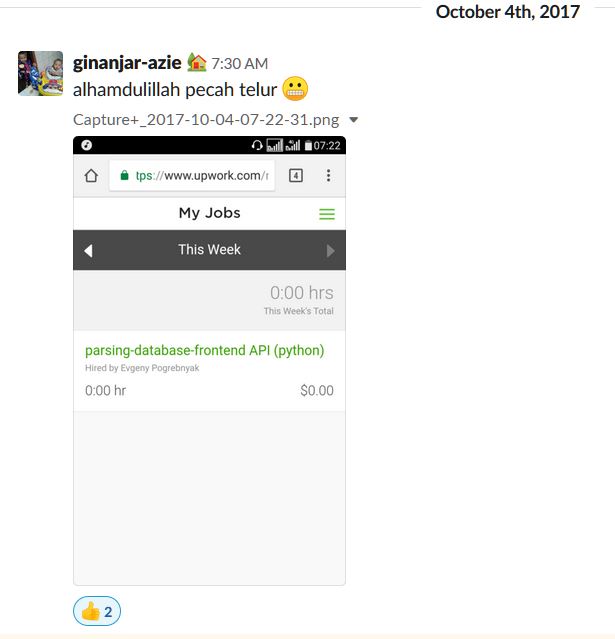 October 4th, 2017
ginanjar-azie 7:30 AM
alhamdulillah pecah telur
Capture+_2017-10-04-07-22-31.png
07:22
tps://www.upwork.com/r
4
My Jobs
This Week
0:00 hrs
This Week's Total
parsing-database-frontend API (python)
Hired by Evgeny Pogrebnyak
0:00 hr $0.00
2